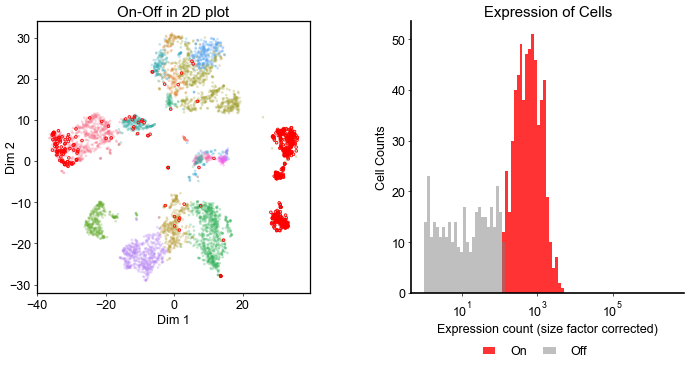 On-Off in 2D plot
Expression of Cells
30
20
10
0
−10
−20
−30
Dim 2
−40
−20
0
20
Dim 1
50
40
30
20
10
0
Cell Counts
10^1
10^3
10^5
Expression count (size factor corrected)
On
Off